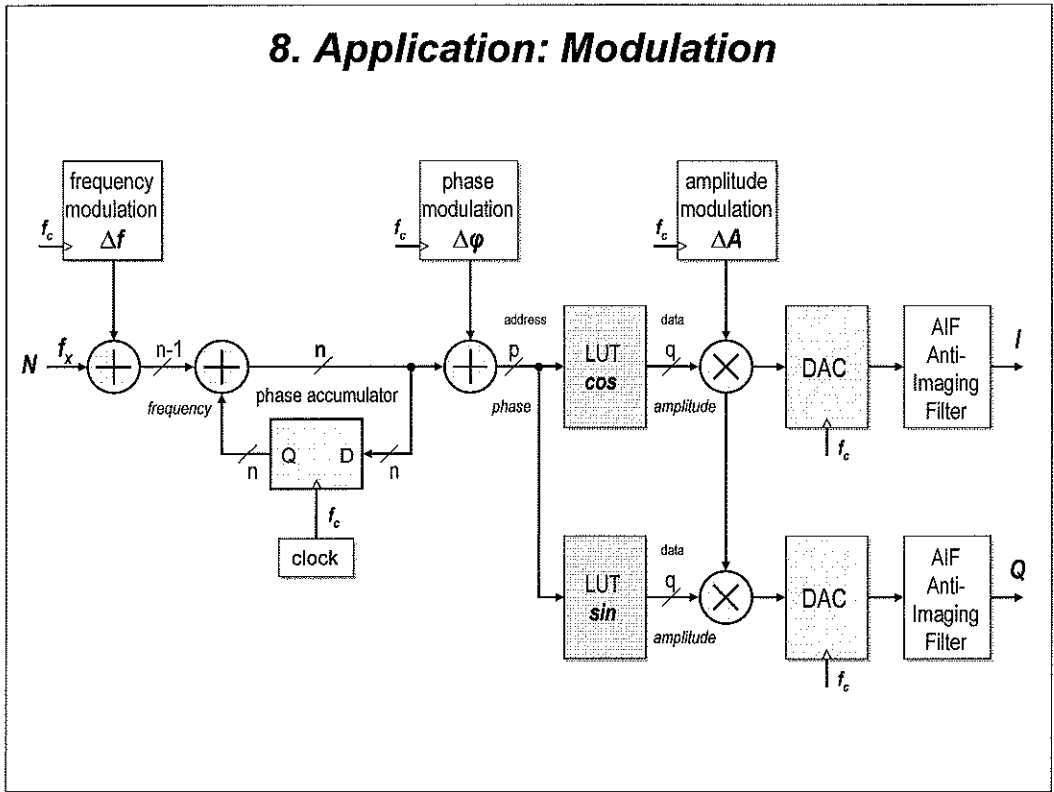 8. Application: Modulation
frequency
modulation
Δf
f_c
phase
modulation
Δφ
f_c
amplitude
modulation
ΔA
f_c
N
f_x
n-1
frequency
n
phase accumulator
n
Q
D
n
f_c
clock
address
p
phase
LUT
cos
data
q
amplitude
DAC
f_c
AIF
Anti-
Imaging
Filter
I
LUT
sin
data
q
amplitude
DAC
f_c
AIF
Anti-
Imaging
Filter
Q